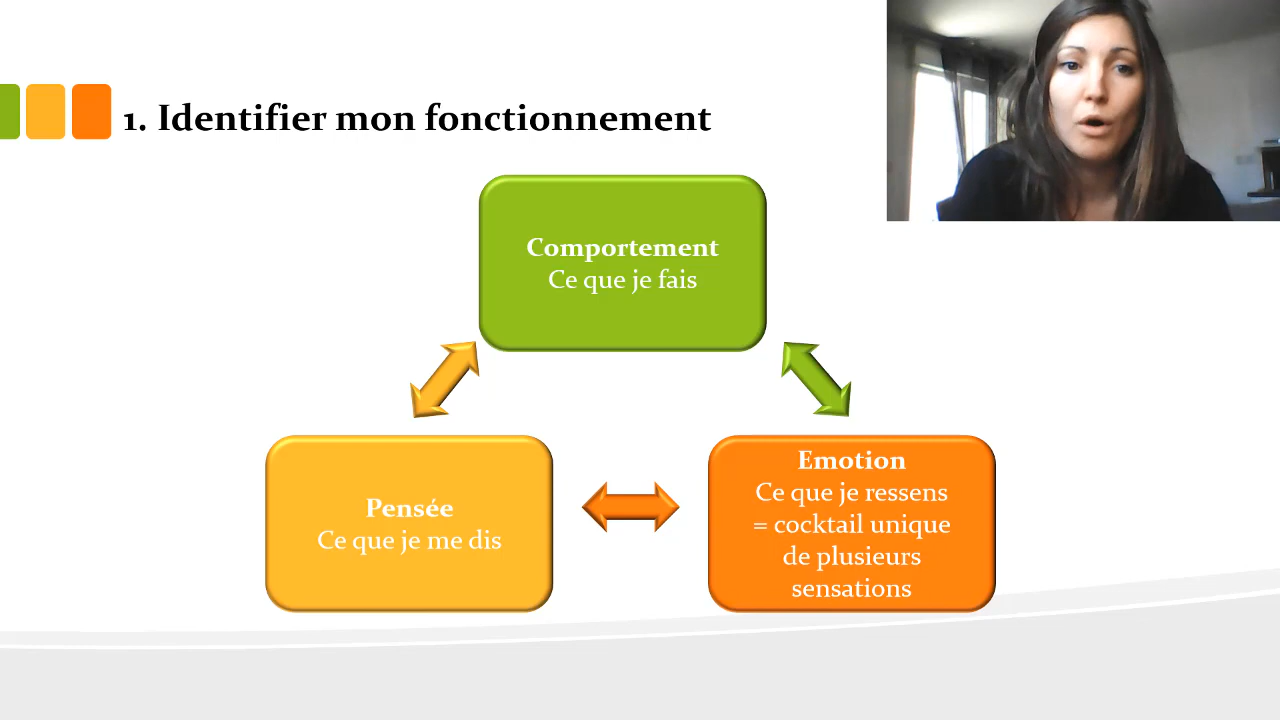 1. Identifier mon fonctionnement
Comportement
Ce que je fais
Pensée
Ce que je me dis
Emotion
Ce que je ressens
= cocktail unique
de plusieurs
sensations